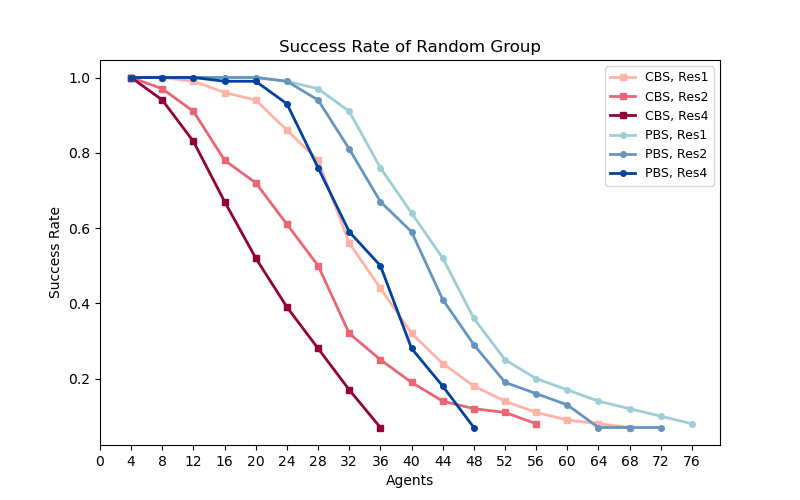 Success Rate of Random Group
CBS, Res1
CBS, Res2
CBS, Res4
PBS, Res1
PBS, Res2
PBS, Res4
Success Rate
1.0
0.8
0.6
0.4
0.2
0 4 8 12 16 20 24 28 32 36 40 44 48 52 56 60 64 68 72 76
Agents